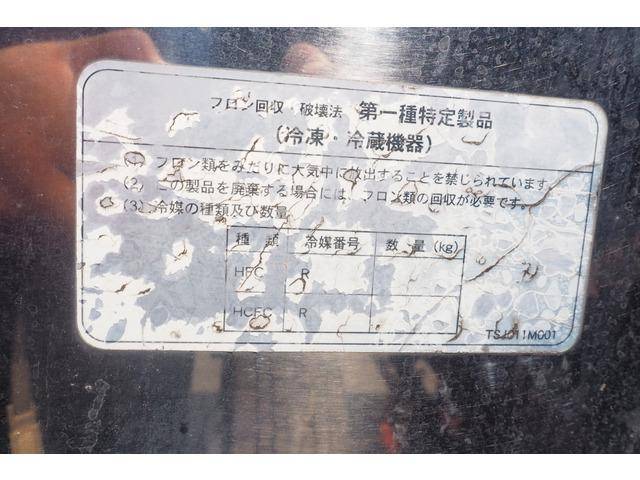 フロン回収・破壊法 第一種特定製品
(冷凍・冷蔵機器)
(1) フロン類をみだりに大気中に放出することを禁じられています。
(2) この製品を廃棄する場合には、フロン類の回収が必要です。
(3) 冷媒の種類及び数量
種類 冷媒番号 数量(kg)
HFC R
HCFC R
TSJ011M001